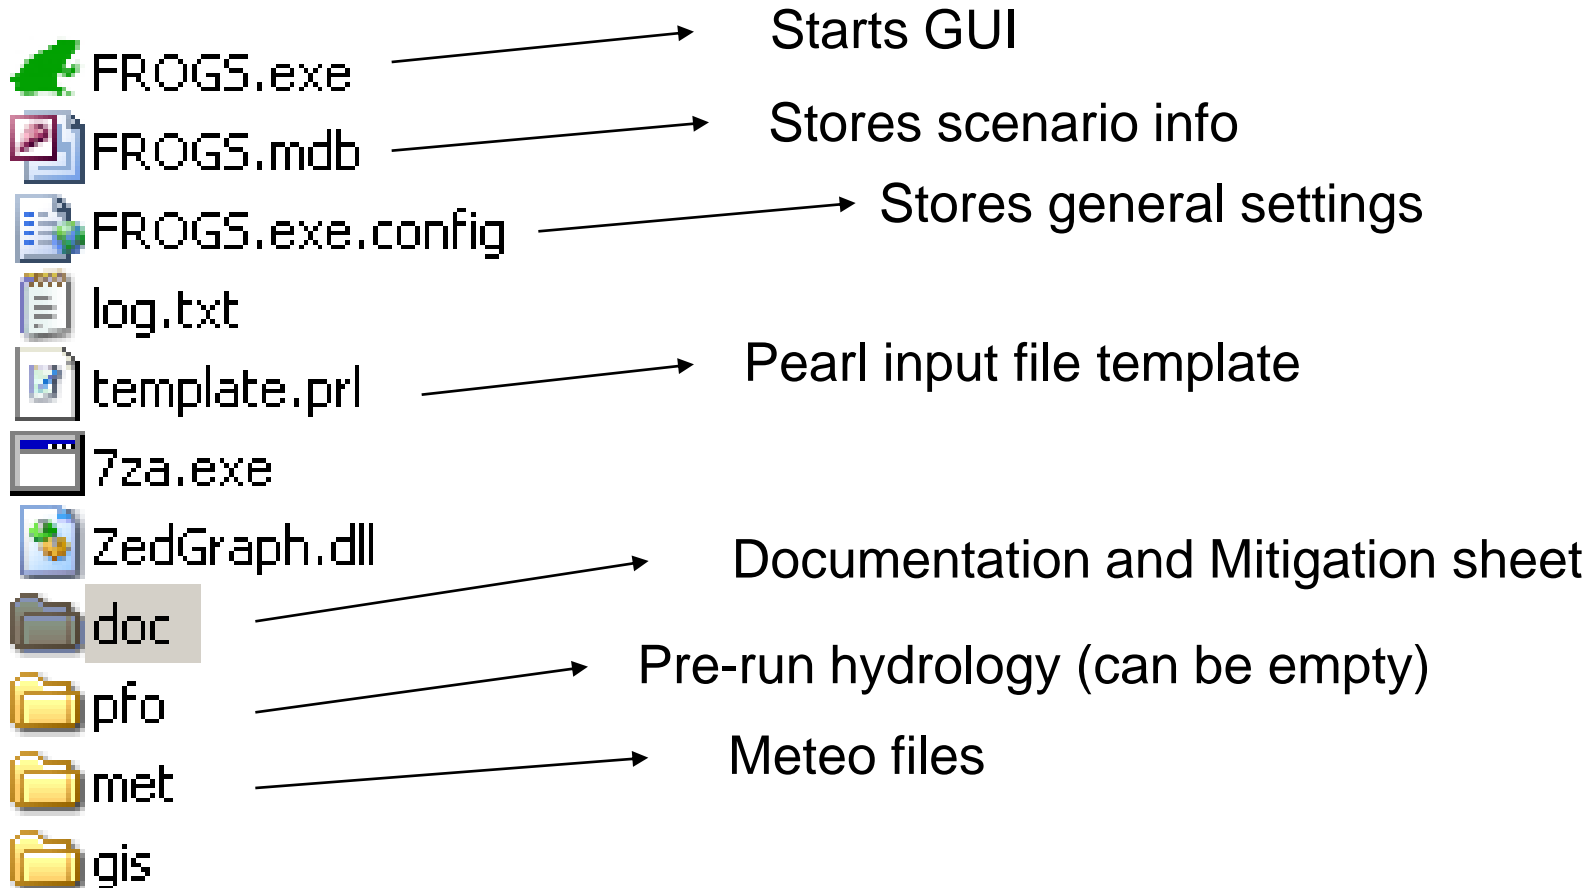 FROGS.exe Starts GUI
FROGS.mdb Stores scenario info
FROGS.exe.config Stores general settings
log.txt
template.prl Pearl input file template
7za.exe
ZedGraph.dll
doc Documentation and Mitigation sheet
pfo Pre-run hydrology (can be empty)
met Meteo files
gis